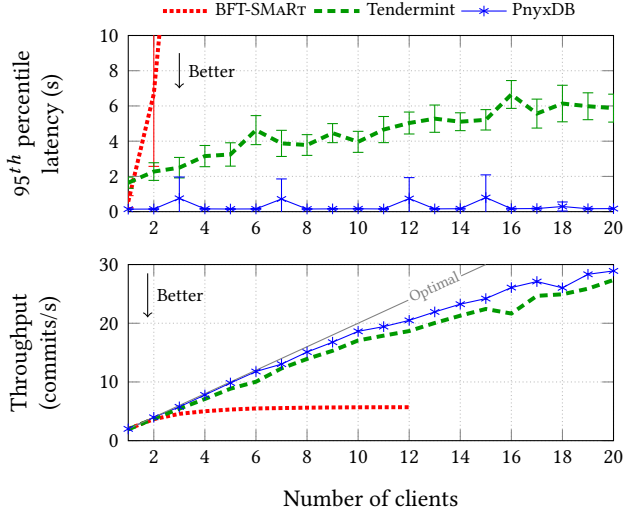 BFT-SMART Tendermint PnyxDB
95th percentile
latency (s)
10
8
6
4
2
0
Better
2 4 6 8 10 12 14 16 18 20
Throughput
(commits/s)
30
20
10
0
Better
Optimal
2 4 6 8 10 12 14 16 18 20
Number of clients